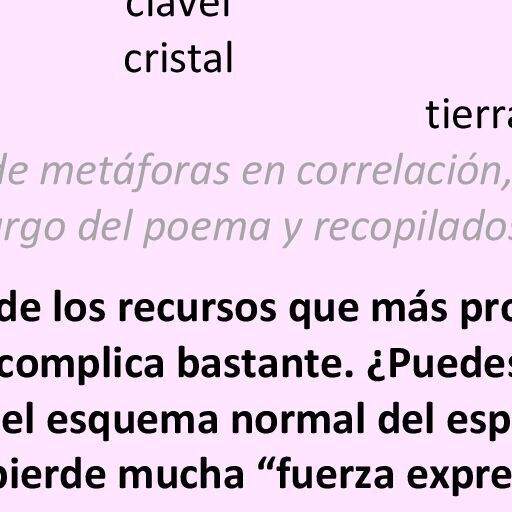 clavel
cristal
tierra
de metáforas en correlación,
argo del poema y recopilados
de los recursos que más pro
complica bastante. ¿Puedes
el esquema normal del esp
pierde mucha “fuerza expre